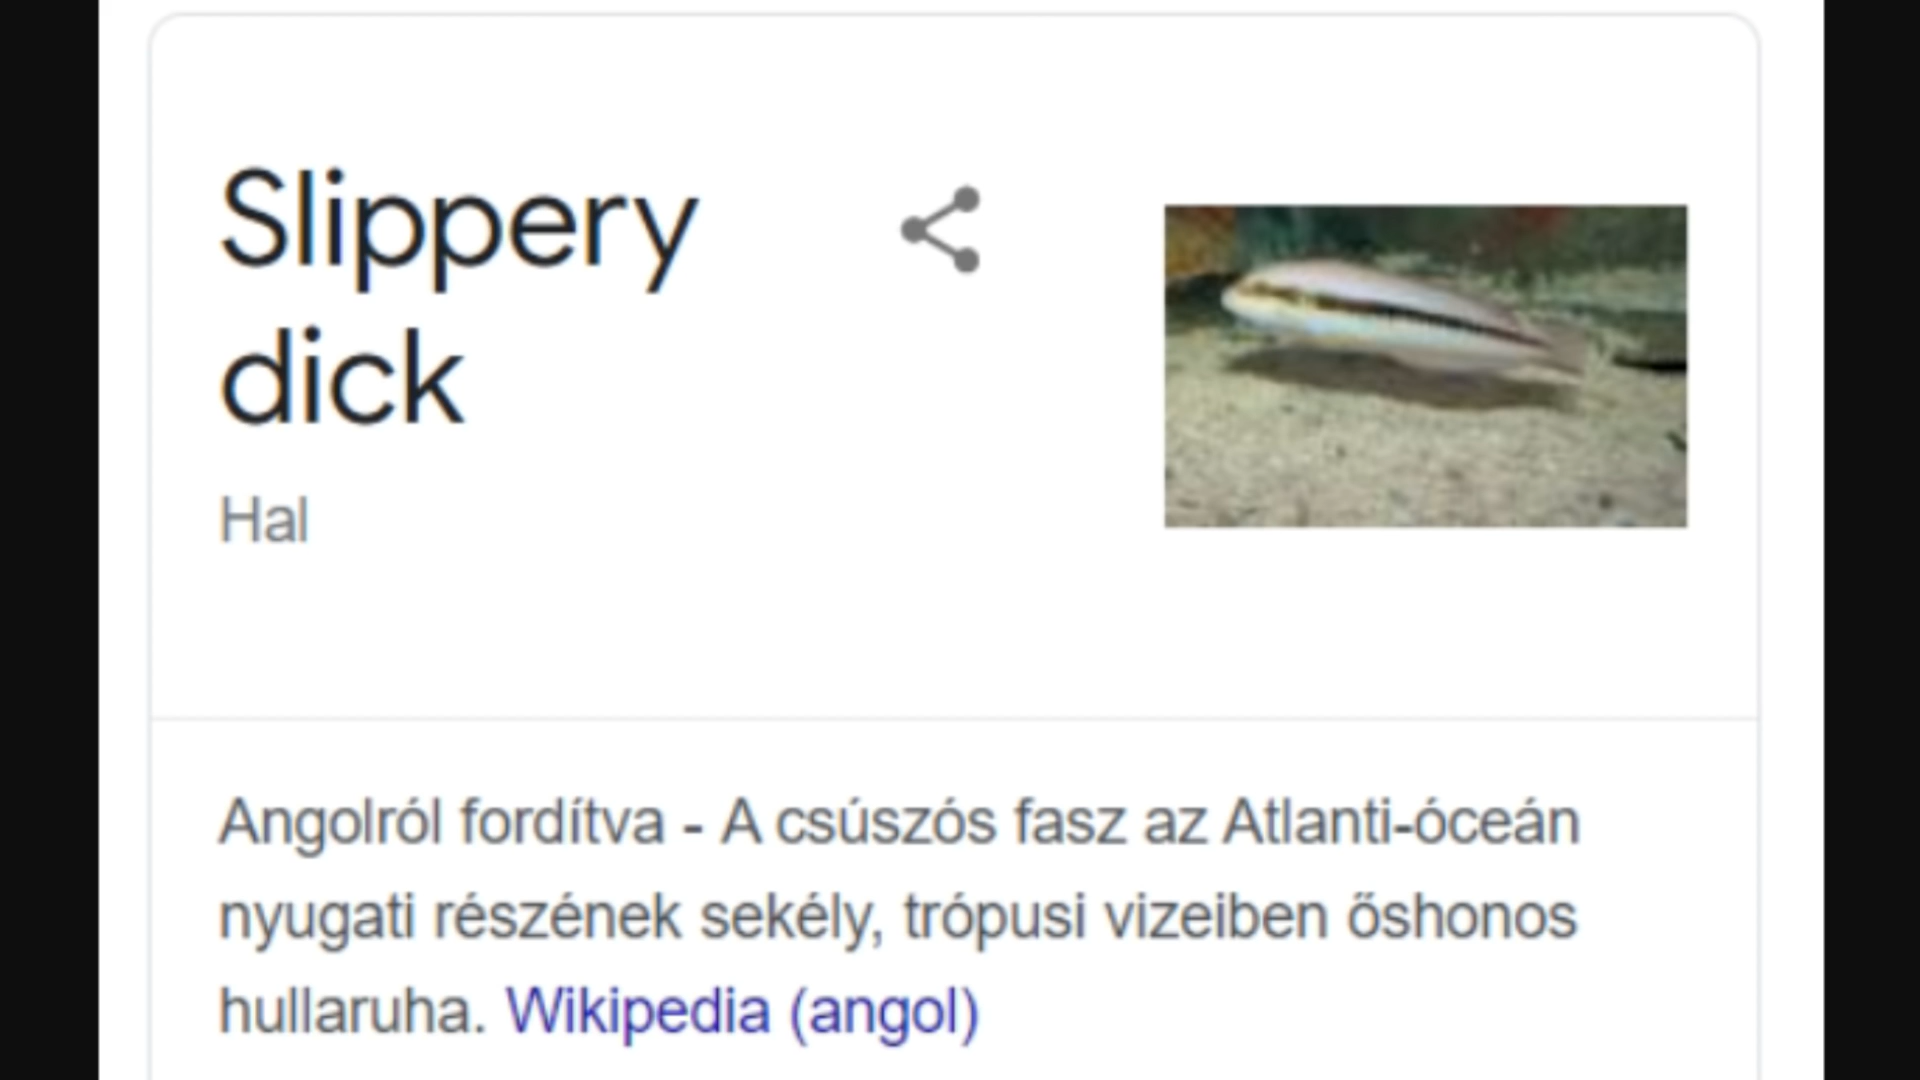 Slippery
dick
Hal
Angolról fordítva - A csúszós fasz az Atlanti-óceán
nyugati részének sekély, trópusi vizeiben őshonos
hullaruha. Wikipedia (angol)